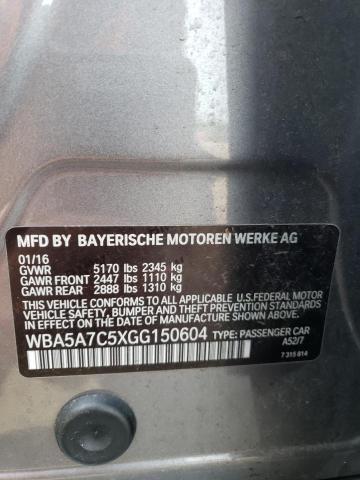 MFD BY BAYERISCHE MOTOREN WERKE AG
01/16
GVWR 5170 lbs 2345 kg
GAWR FRONT 2447 lbs 1110 kg
GAWR REAR 2888 lbs 1310 kg
THIS VEHICLE CONFORMS TO ALL APPLICABLE U.S.FEDERAL MOTOR VEHICLE SAFETY, BUMPER, AND THEFT PREVENTION STANDARDS IN EFFECT ON THE DATE OF MANUFACTURE SHOWN ABOVE.
WBA5A7C5XGG150604 TYPE: PASSENGER CAR
A52/7
7 315 814